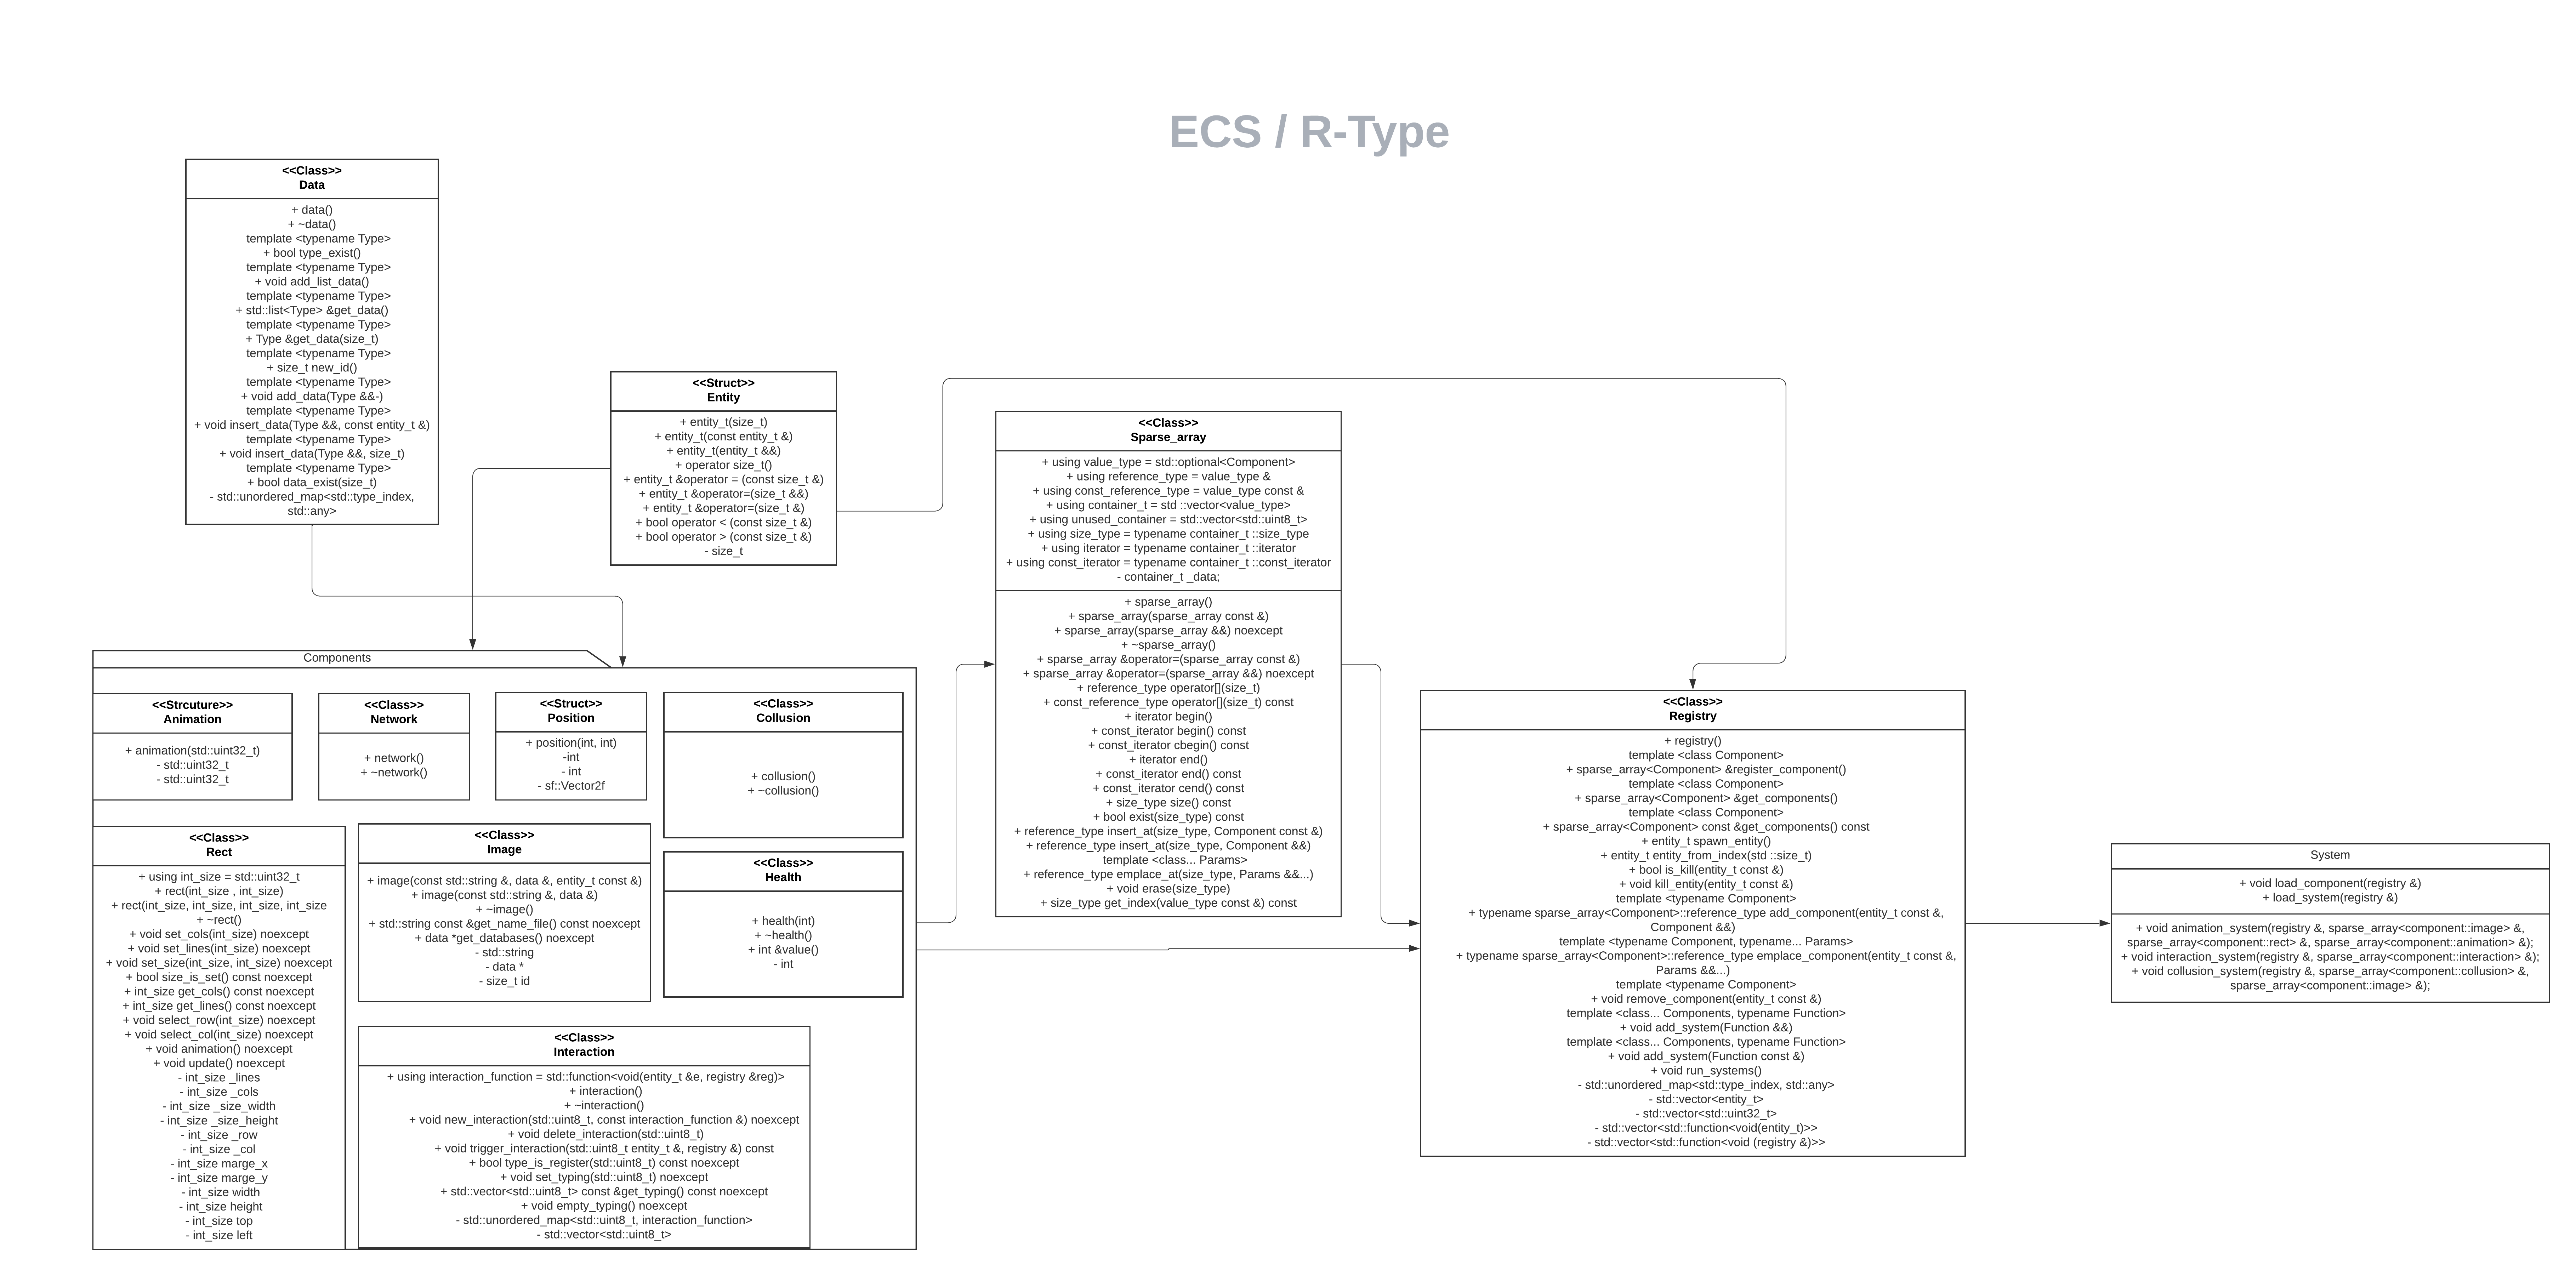 ECS / R-Type
<<Class>>
Data
+ data()
+ ~data()
template <typename Type>
+ bool type_exist()
template <typename Type>
+ void add_list_data()
template <typename Type>
+ std::list<Type> &get_data()
template <typename Type>
+ Type &get_data(size_t)
template <typename Type>
+ size_t new_id()
template <typename Type>
+ void add_data(Type &&-)
template <typename Type>
+ void insert_data(Type &&, const entity_t &)
template <typename Type>
+ void insert_data(Type &&, size_t)
template <typename Type>
+ bool data_exist(size_t)
- std::unordered_map<std::type_index,
std::any>
<<Struct>>
Entity
+ entity_t(size_t)
+ entity_t(const entity_t &)
+ entity_t(entity_t &&)
+ operator size_t()
+ entity_t &operator = (const size_t &)
+ entity_t &operator=(size_t &&)
+ entity_t &operator=(size_t &)
+ bool operator < (const size_t &)
+ bool operator > (const size_t &)
- size_t
<<Class>>
Sparse_array
+ using value_type = std::optional<Component>
+ using reference_type = value_type &
+ using const_reference_type = value_type const &
+ using container_t = std ::vector<value_type>
+ using unused_container = std::vector<std::uint8_t>
+ using size_type = typename container_t ::size_type
+ using iterator = typename container_t ::iterator
+ using const_iterator = typename container_t ::const_iterator
- container_t _data;
+ sparse_array()
+ sparse_array(sparse_array const &)
+ sparse_array(sparse_array &&) noexcept
+ ~sparse_array()
+ sparse_array &operator=(sparse_array const &)
+ sparse_array &operator=(sparse_array &&) noexcept
+ reference_type operator[](size_t)
+ const_reference_type operator[](size_t) const
+ iterator begin()
+ const_iterator begin() const
+ const_iterator cbegin() const
+ iterator end()
+ const_iterator end() const
+ const_iterator cend() const
+ size_type size() const
+ bool exist(size_type) const
+ reference_type insert_at(size_type, Component const &)
+ reference_type insert_at(size_type, Component &&)
template <class... Params>
+ reference_type emplace_at(size_type, Params &&...)
+ void erase(size_type)
+ size_type get_index(value_type const &) const
Components
<<Strcuture>>
Animation
+ animation(std::uint32_t)
- std::uint32_t
- std::uint32_t
<<Class>>
Network
+ network()
+ ~network()
<<Struct>>
Position
+ position(int, int)
-int
- int
- sf::Vector2f
<<Class>>
Collusion
+ collusion()
+ ~collusion()
<<Class>>
Rect
+ using int_size = std::uint32_t
+ rect(int_size , int_size)
+ rect(int_size, int_size, int_size, int_size
+ ~rect()
+ void set_cols(int_size) noexcept
+ void set_lines(int_size) noexcept
+ void set_size(int_size, int_size) noexcept
+ bool size_is_set() const noexcept
+ int_size get_cols() const noexcept
+ int_size get_lines() const noexcept
+ void select_row(int_size) noexcept
+ void select_col(int_size) noexcept
+ void animation() noexcept
+ void update() noexcept
- int_size _lines
- int_size _cols
- int_size _size_width
- int_size _size_height
- int_size _row
- int_size _col
- int_size marge_x
- int_size marge_y
- int_size width
- int_size height
- int_size top
- int_size left
<<Class>>
Image
+ image(const std::string &, data &, entity_t const &)
+ image(const std::string &, data &)
+ ~image()
+ std::string const &get_name_file() const noexcept
+ data *get_databases() noexcept
- std::string
- data *
- size_t id
<<Class>>
Health
+ health(int)
+ ~health()
+ int &value()
- int
<<Class>>
Interaction
+ using interaction_function = std::function<void(entity_t &e, registry &reg)>
+ interaction()
+ ~interaction()
+ void new_interaction(std::uint8_t, const interaction_function &) noexcept
+ void delete_interaction(std::uint8_t)
+ void trigger_interaction(std::uint8_t entity_t &, registry &) const
+ bool type_is_register(std::uint8_t) const noexcept
+ void set_typing(std::uint8_t) noexcept
+ std::vector<std::uint8_t> const &get_typing() const noexcept
+ void empty_typing() noexcept
- std::unordered_map<std::uint8_t, interaction_function>
- std::vector<std::uint8_t>
<<Class>>
Registry
+ registry()
template <class Component>
+ sparse_array<Component> &register_component()
template <class Component>
+ sparse_array<Component> &get_components()
template <class Component>
+ sparse_array<Component> const &get_components() const
+ entity_t spawn_entity()
+ entity_t entity_from_index(std ::size_t)
+ bool is_kill(entity_t const &)
+ void kill_entity(entity_t const &)
template <typename Component>
+ typename sparse_array<Component>::reference_type add_component(entity_t const &,
Component &&)
template <typename Component, typename... Params>
+ typename sparse_array<Component>::reference_type emplace_component(entity_t const &,
Params &&...)
template <typename Component>
+ void remove_component(entity_t const &)
template <class... Components, typename Function>
+ void add_system(Function &&)
template <class... Components, typename Function>
+ void add_system(Function const &)
+ void run_systems()
- std::unordered_map<std::type_index, std::any>
- std::vector<entity_t>
- std::vector<std::uint32_t>
- std::vector<std::function<void(entity_t)>>
- std::vector<std::function<void (registry &)>>
System
+ void load_component(registry &)
+ load_system(registry &)
+ void animation_system(registry &, sparse_array<component::image> &,
sparse_array<component::rect> &, sparse_array<component::animation> &);
+ void interaction_system(registry &, sparse_array<component::interaction> &);
+ void collusion_system(registry &, sparse_array<component::collusion> &,
sparse_array<component::image> &);